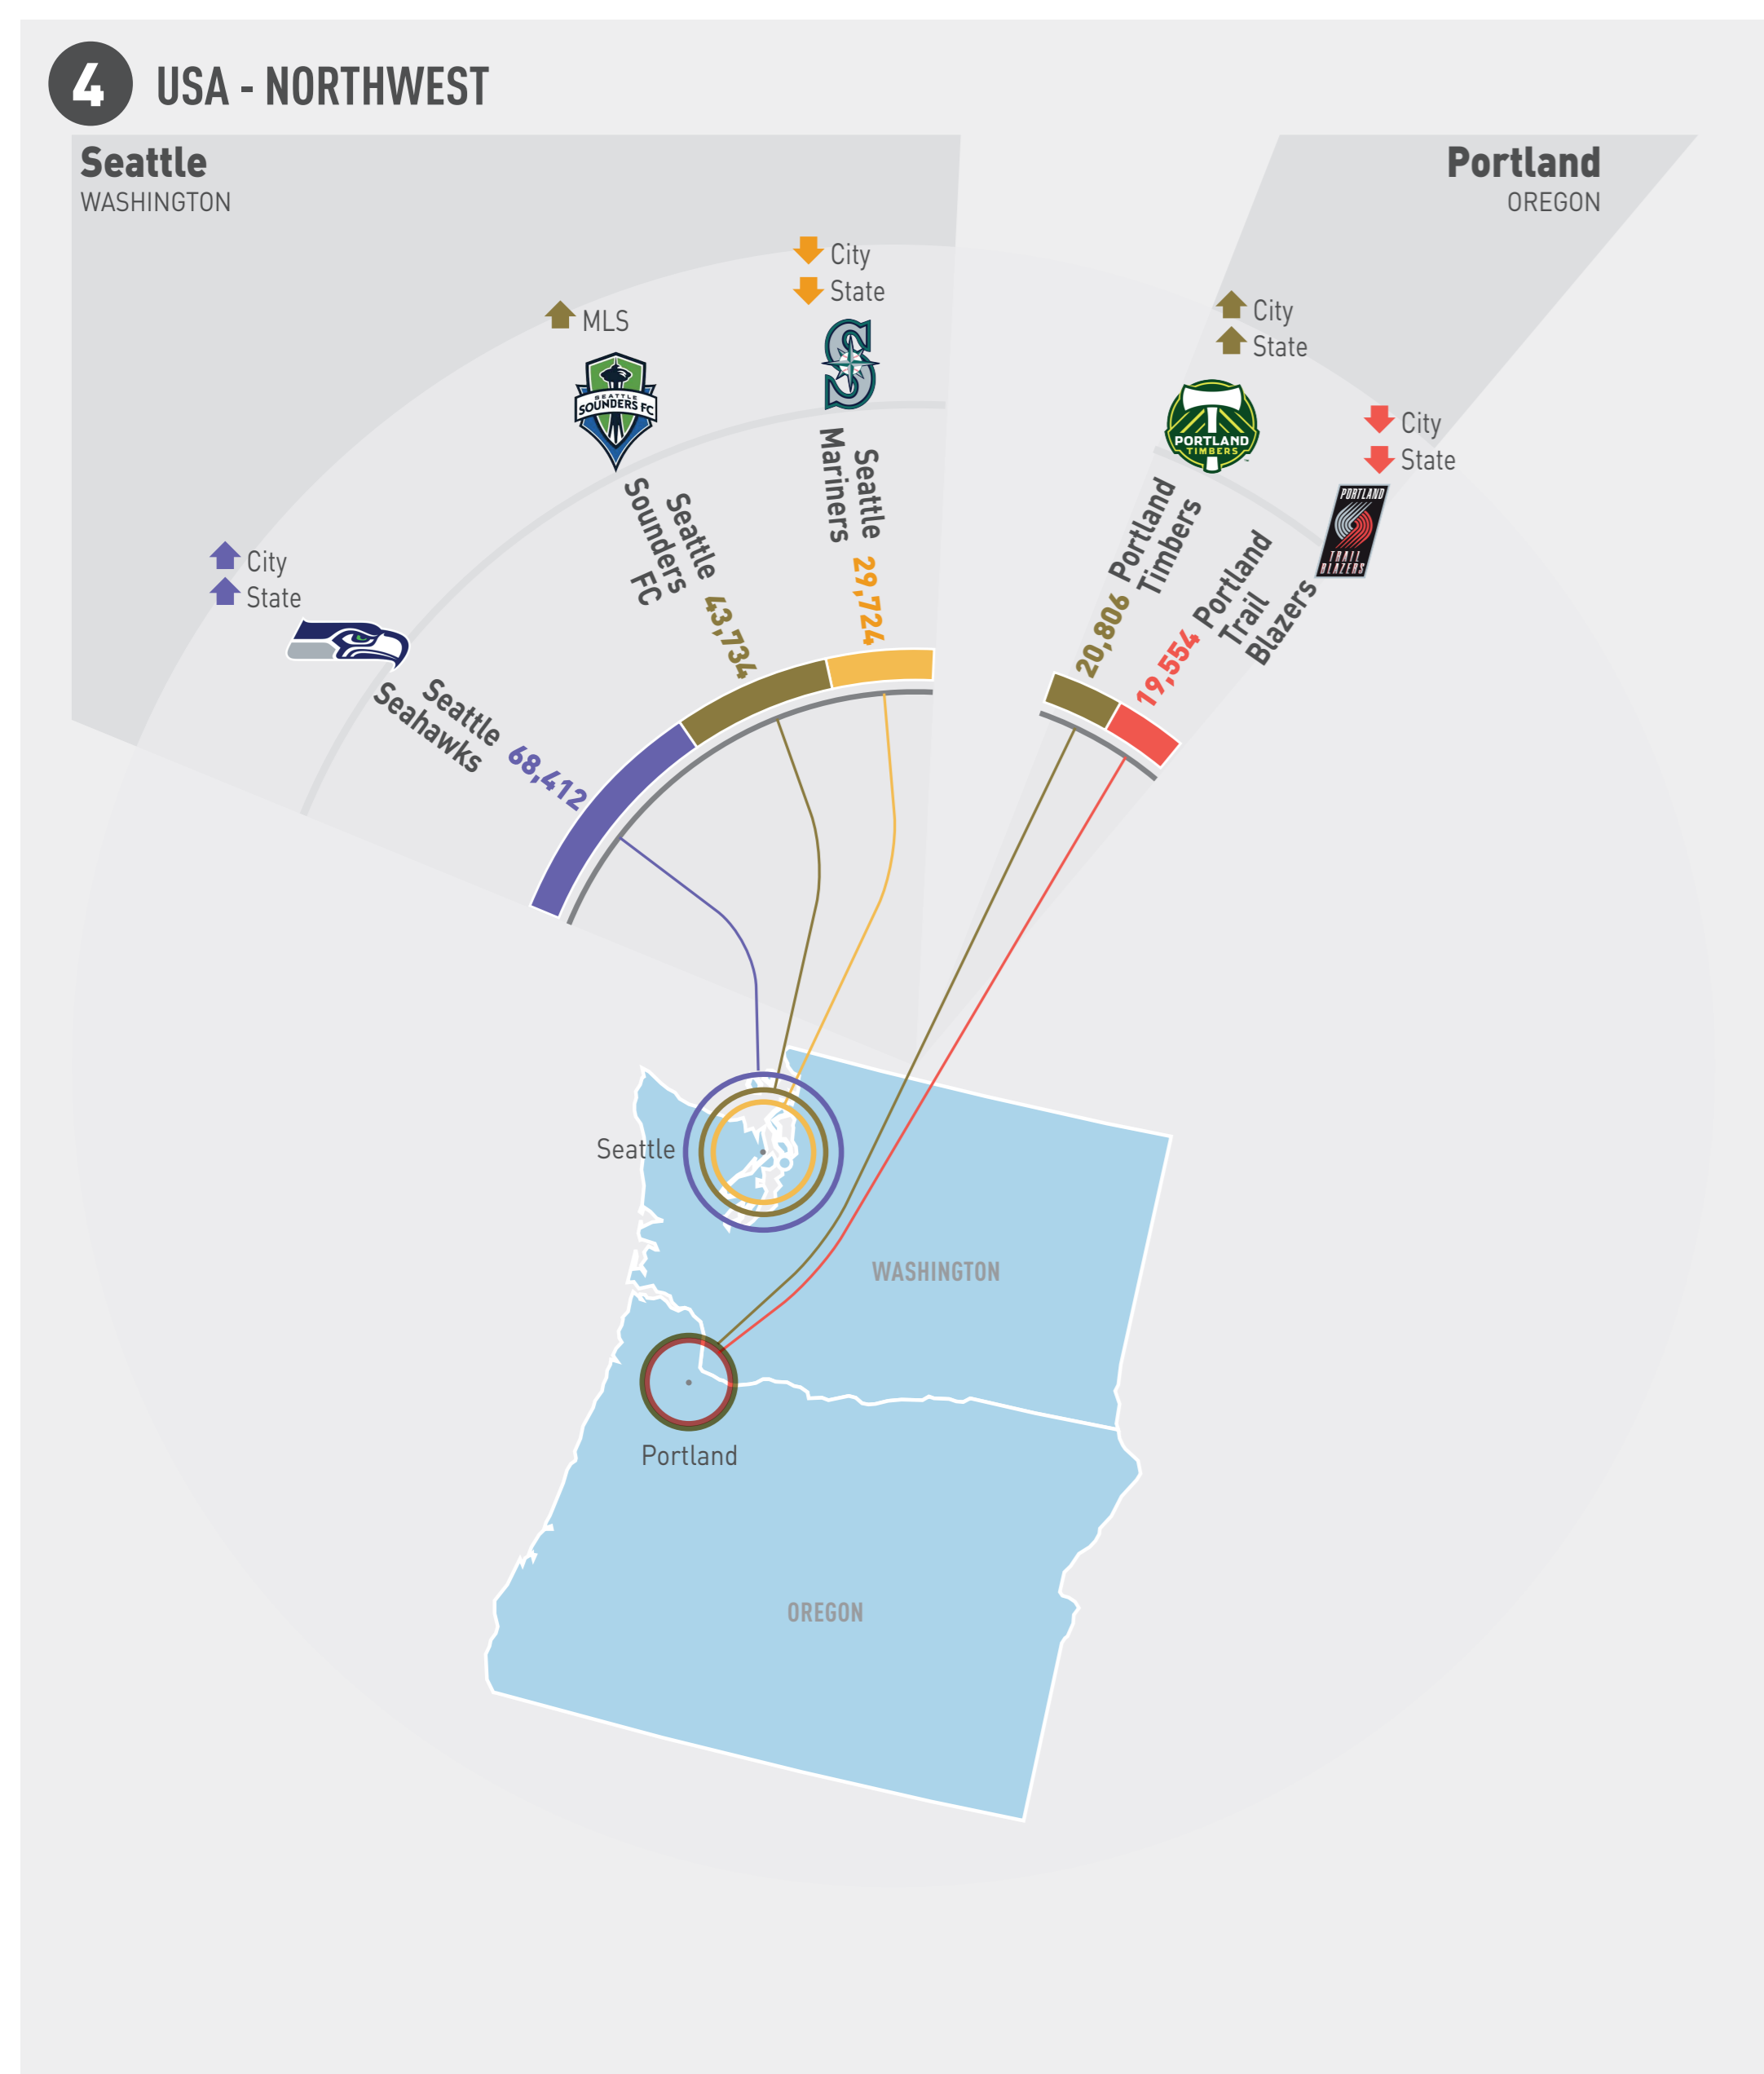 4
USA - NORTHWEST
Seattle
WASHINGTON
Portland
OREGON
City
State
MLS
City
State
City
State
City
State
SEATTLE
SOUNDERS FC
S
PORTLAND
TIMBERS
PORTLAND
TRAIL
BLAZERS
Seattle
Seahawks
68,412
Seattle
Sounders
FC
43,734
Seattle
Mariners
29,724
20,806
Portland
Timbers
19,554
Portland
Trail
Blazers
Seattle
WASHINGTON
Portland
OREGON